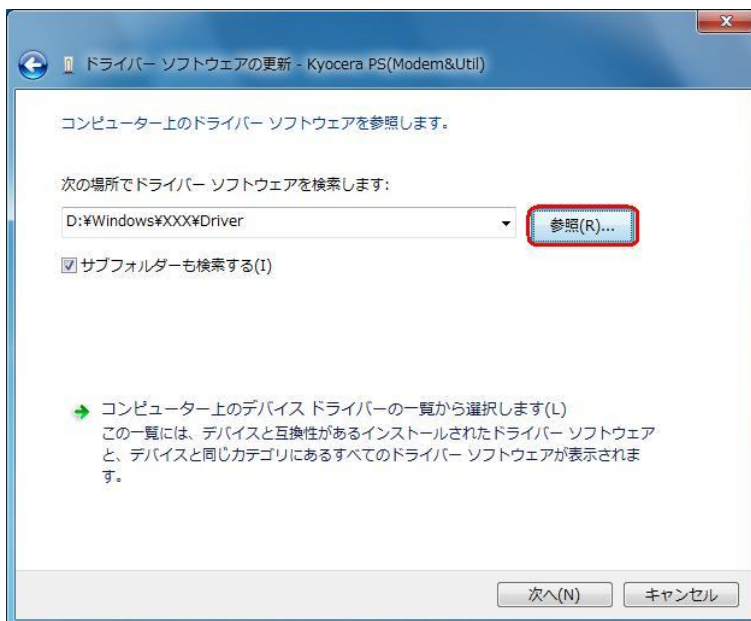 ドライバー ソフトウェアの更新 - Kyocera PS(Modem&Util)
コンピューター上のドライバー ソフトウェアを参照します。
次の場所でドライバー ソフトウェアを検索します:
D:¥Windows¥XXX¥Driver
参照(R)...
サブフォルダーも検索する(I)
コンピューター上のデバイス ドライバーの一覧から選択します(L)
この一覧には、デバイスと互換性があるインストールされたドライバー ソフトウェア
と、デバイスと同じカテゴリにあるすべてのドライバー ソフトウェアが表示されま
す。
次へ(N)
キャンセル